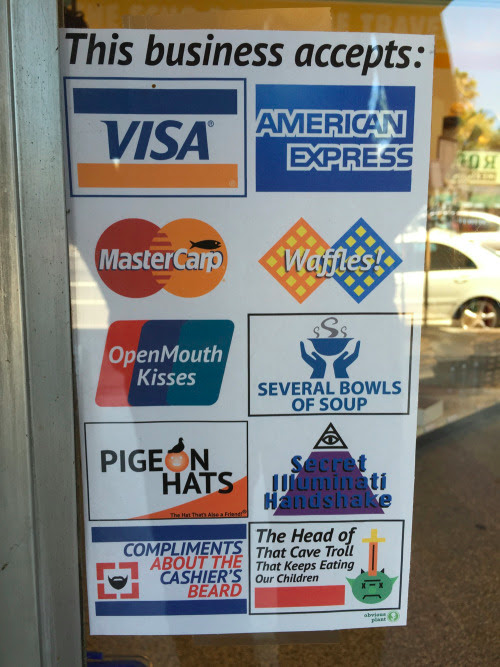 This business accepts:
VISA®
AMERICAN
EXPRESS
MasterCarp
Waffles!
OpenMouth
Kisses
SEVERAL BOWLS
OF SOUP
PIGEON
HATS
The Hat That's Also a Friend!®
Secret
Illuminati
Handshake
COMPLIMENTS
ABOUT THE
CASHIER'S
BEARD
The Head of
That Cave Troll
That Keeps Eating
Our Children
obvious
plant